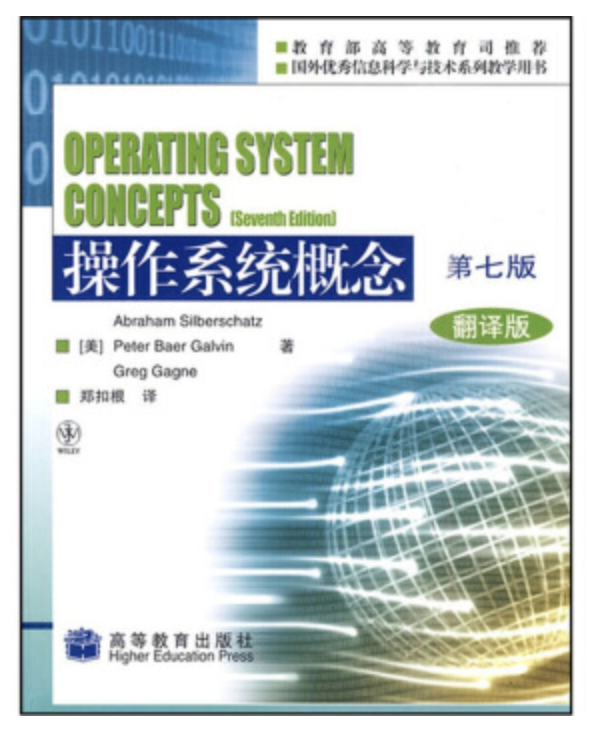 01011001110
教育部高等教育司推荐
国外优秀信息科学与技术系列教学用书
OPERATING SYSTEM
CONCEPTS (Seventh Edition)
操作系统概念 第七版
翻译版
Abraham Silberschatz
[美] Peter Baer Galvin 著
Greg Gagne
郑扣根 译
WILEY
高等教育出版社
Higher Education Press